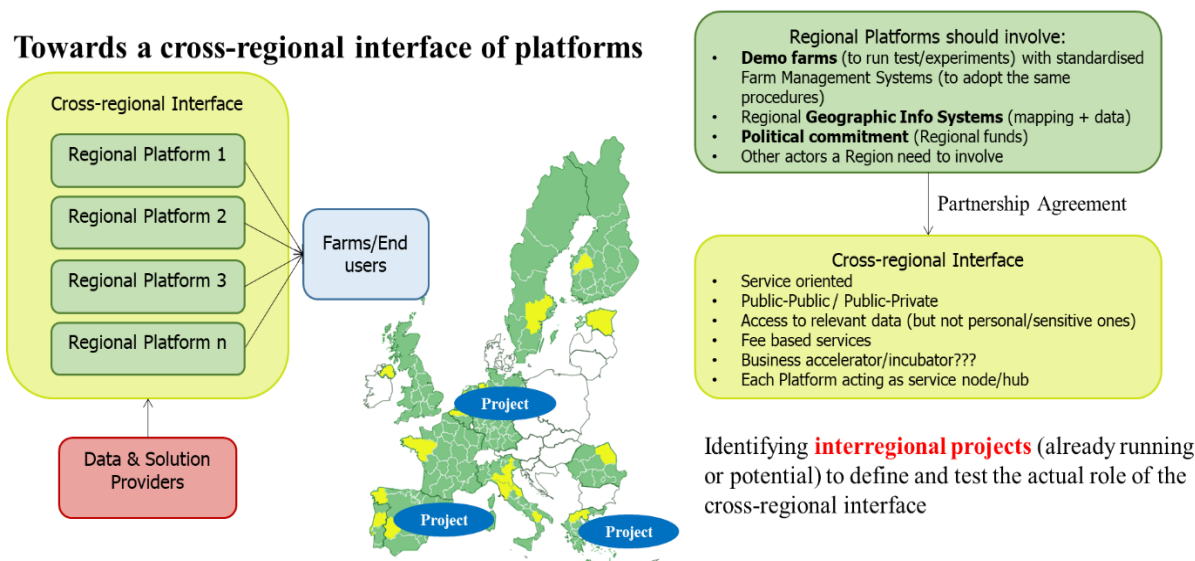 Towards a cross-regional interface of platforms
Cross-regional Interface
Regional Platform 1
Regional Platform 2
Regional Platform 3
Regional Platform n
Farms/End
users
Data & Solution
Providers
Project
Project
Project
Regional Platforms should involve:
• Demo farms (to run test/experiments) with standardised
Farm Management Systems (to adopt the same
procedures)
• Regional Geographic Info Systems (mapping + data)
• Political commitment (Regional funds)
• Other actors a Region need to involve
Partnership Agreement
Cross-regional Interface
• Service oriented
• Public-Public / Public-Private
• Access to relevant data (but not personal/sensitive ones)
• Fee based services
• Business accelerator/incubator???
• Each Platform acting as service node/hub
Identifying interregional projects (already running
or potential) to define and test the actual role of the
cross-regional interface